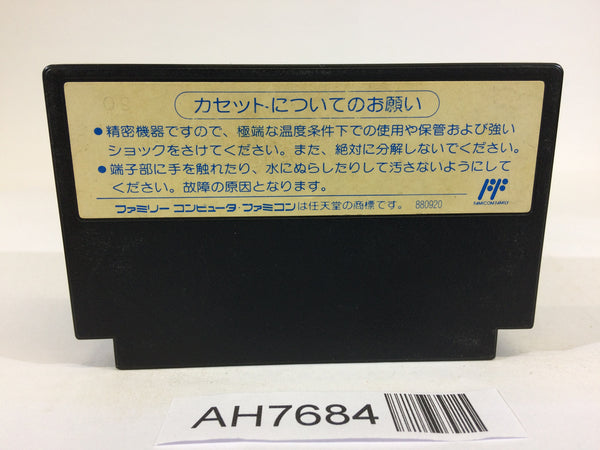 カセットについてのお願い
●精密機器ですので、極端な温度条件下での使用や保管および強い
ショックをさけてください。また、絶対に分解しないでください。
●端子部に手を触れたり、水にぬらしたりして汚さないようにして
ください。故障の原因となります。
FAMICOM FAMILY
ファミリー コンピュータ・ファミコンは任天堂の商標です。 880920
AH7684